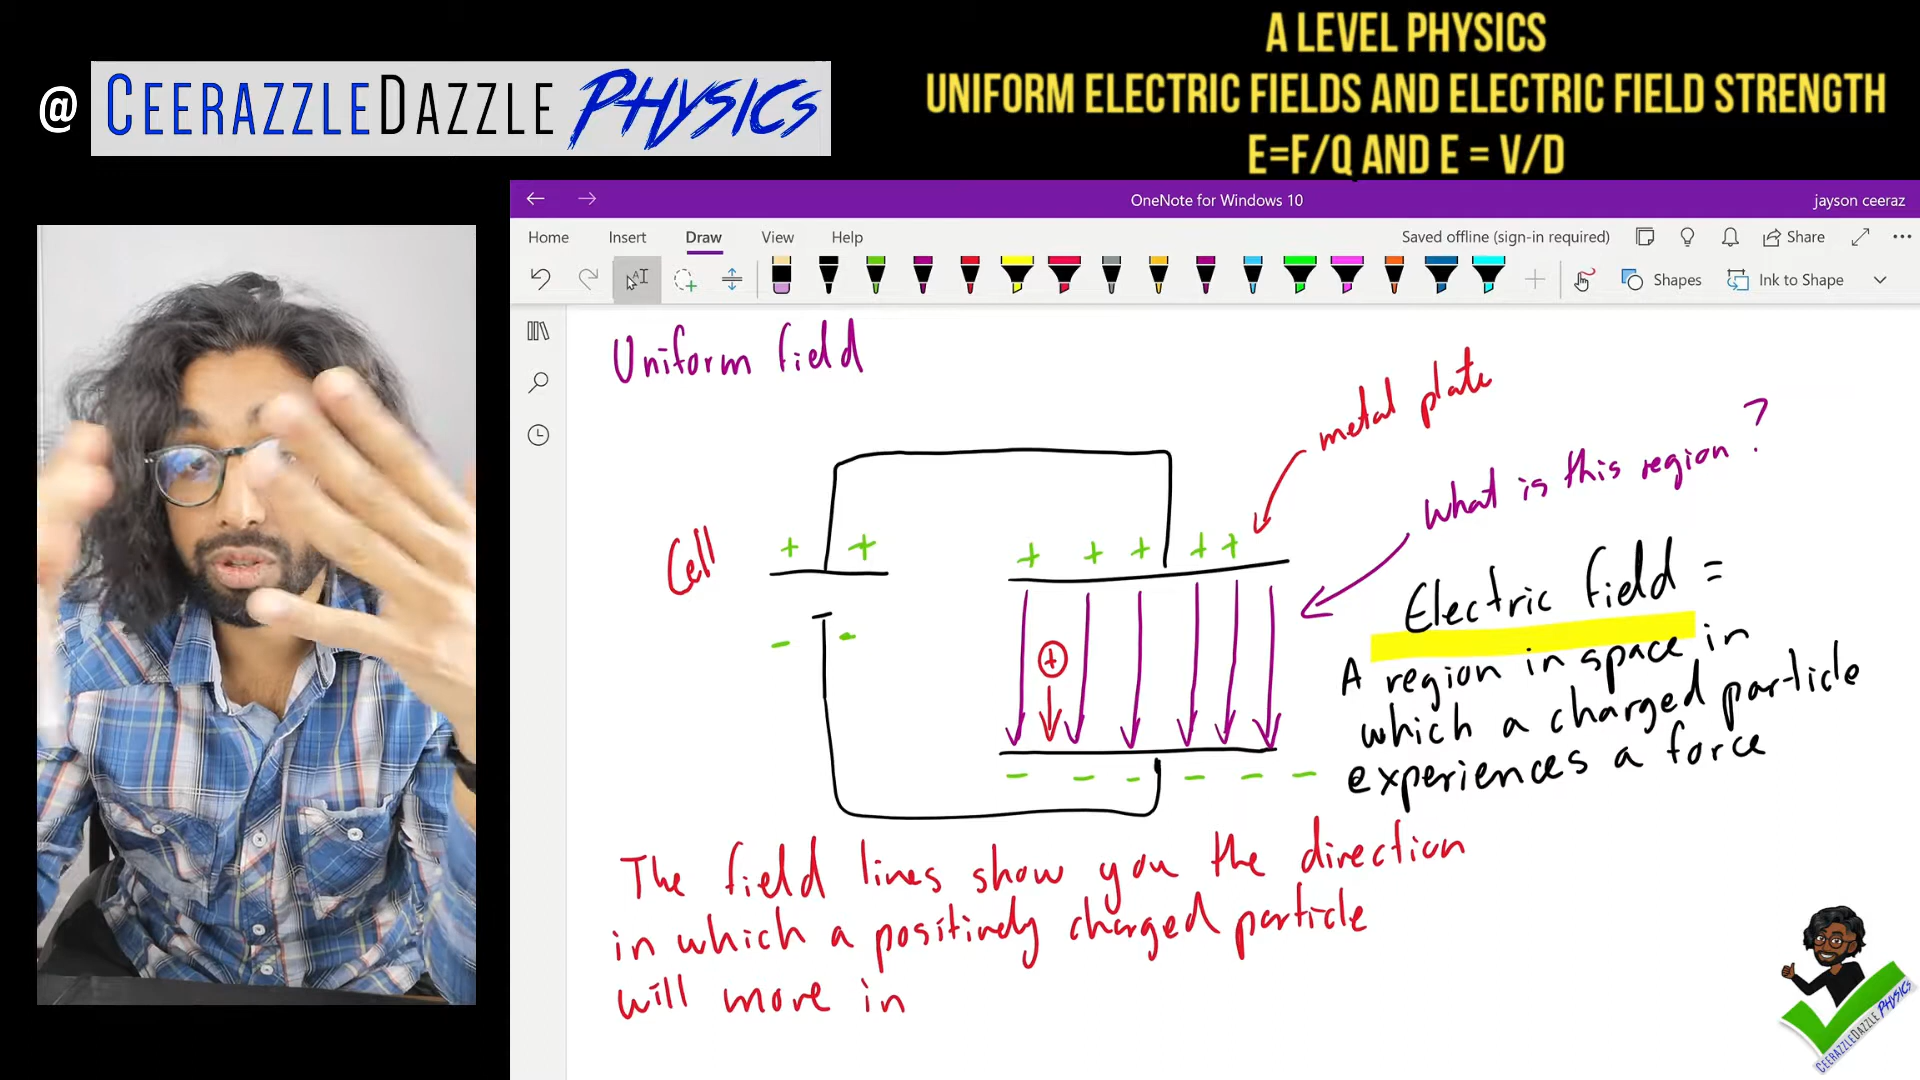 @ CEERAZZLEDAZZLE PHYSICS
A LEVEL PHYSICS
UNIFORM ELECTRIC FIELDS AND ELECTRIC FIELD STRENGTH
E=F/Q AND E = V/D
OneNote for Windows 10
jayson ceeraz
Home Insert Draw View Help
Saved offline (sign-in required)
Share
Shapes
Ink to Shape
Uniform field
metal plate
What is this region ?
Cell
+ +
+ + + + +
- -
+
- - - - - -
Electric field =
A region in space in
which a charged particle
experiences a force
The field lines show you the direction
in which a positively charged particle
will more in
CEERAZZLEDAZZLE PHYSICS